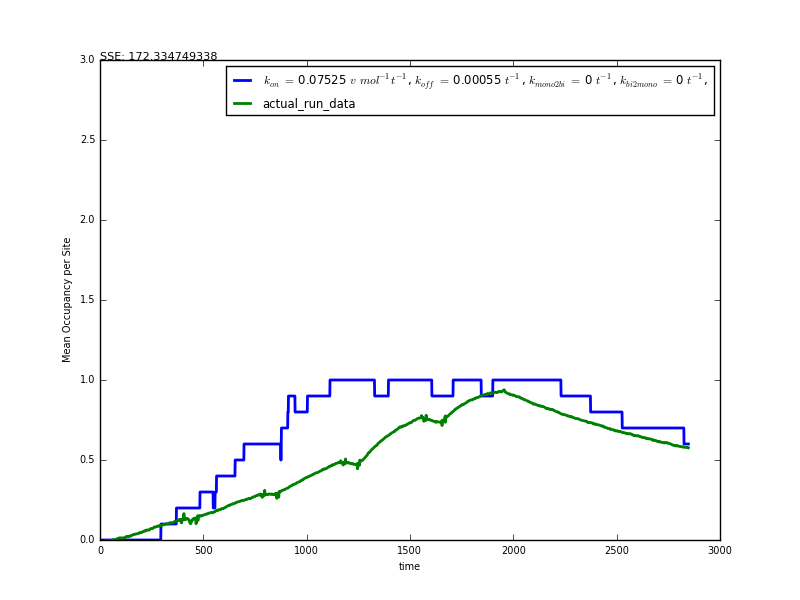 SSE: 172.334749338
k_on = 0.07525 v mol^−1 t^−1, k_off = 0.00055 t^−1, k_mono2bi = 0 t^−1, k_bi2mono = 0 t^−1,
actual_run_data
3.0
2.5
2.0
1.5
1.0
0.5
0.0
Mean Occupancy per Site
0 500 1000 1500 2000 2500 3000
time